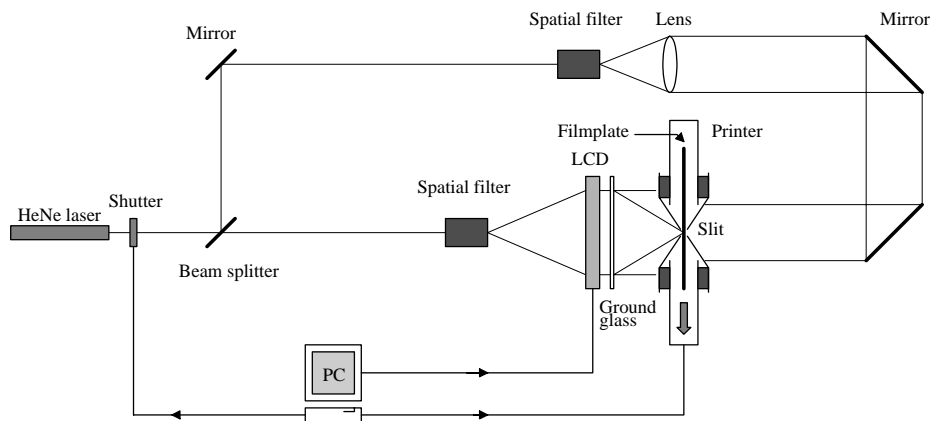 Spatial filter
Lens
Mirror
Mirror
Filmplate
Printer
LCD
Spatial filter
Shutter
HeNe laser
Slit
Beam splitter
Ground
glass
PC